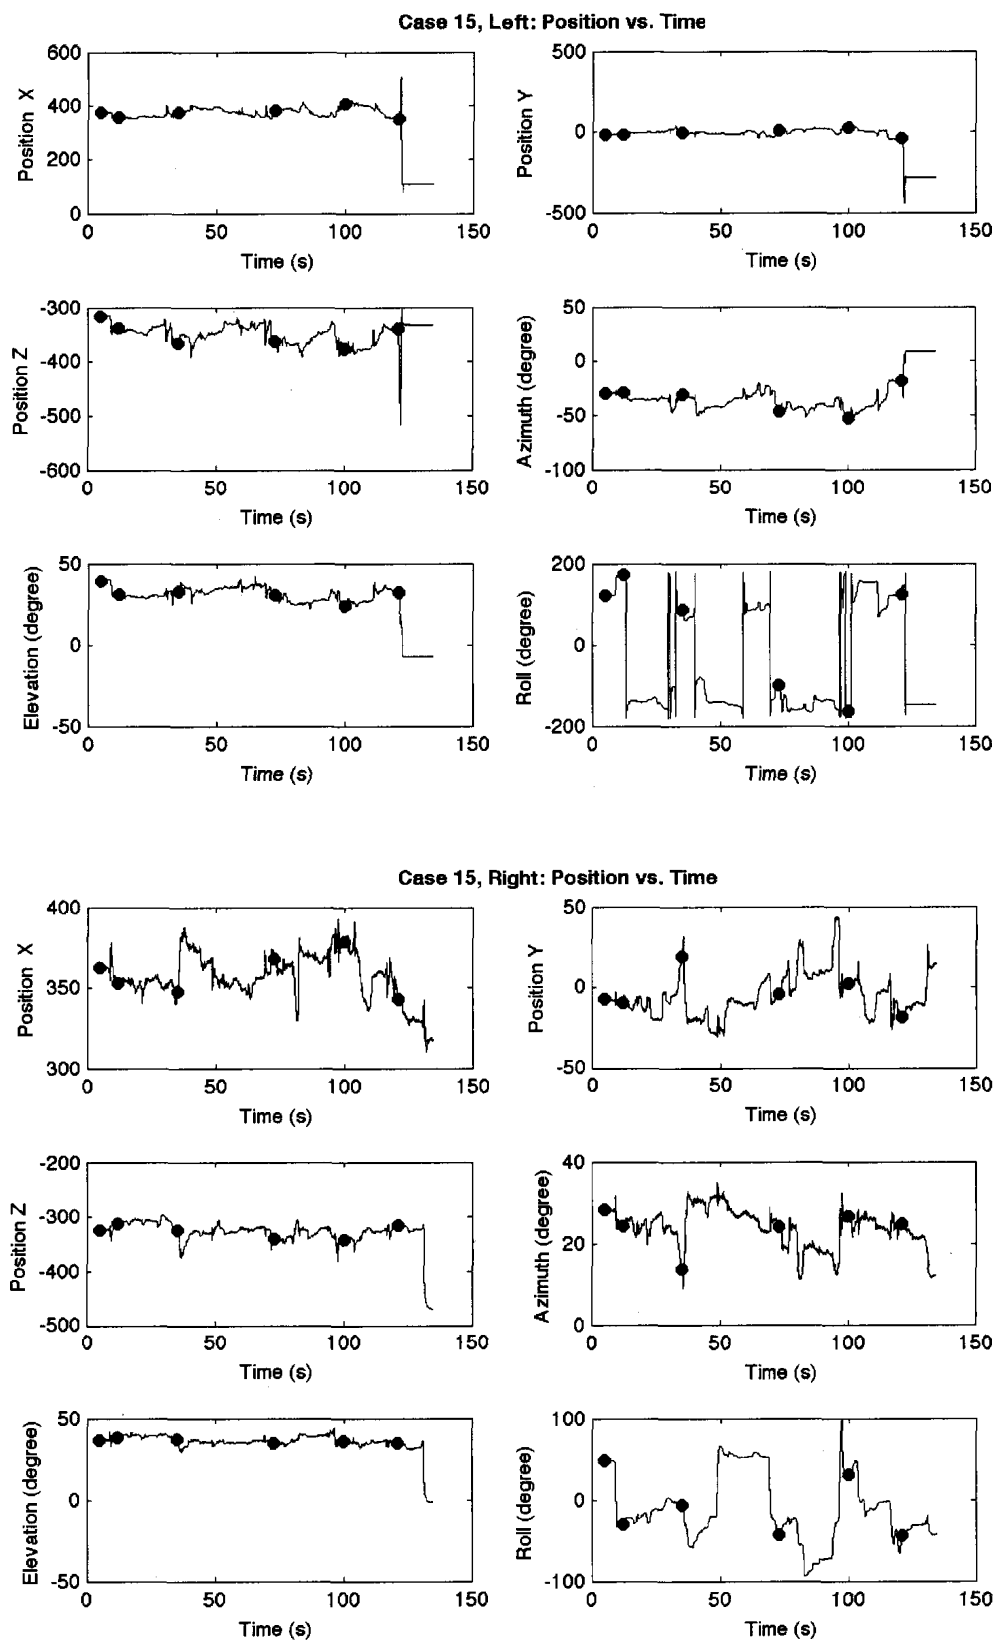 Case 15, Left: Position vs. Time
Position X
600
400
200
0
0 50 100 150
Time (s)
Position Y
500
0
-500
0 50 100 150
Time (s)
Position Z
-300
-400
-500
-600
0 50 100 150
Time (s)
Azimuth (degree)
50
0
-50
-100
0 50 100 150
Time (s)
Elevation (degree)
50
0
-50
0 50 100 150
Time (s)
Roll (degree)
200
0
-200
0 50 100 150
Time (s)
Case 15, Right: Position vs. Time
Position X
400
350
300
0 50 100 150
Time (s)
Position Y
50
0
-50
0 50 100 150
Time (s)
Position Z
-200
-300
-400
-500
0 50 100 150
Time (s)
Azimuth (degree)
40
20
0
0 50 100 150
Time (s)
Elevation (degree)
50
0
-50
0 50 100 150
Time (s)
Roll (degree)
100
0
-100
0 50 100 150
Time (s)